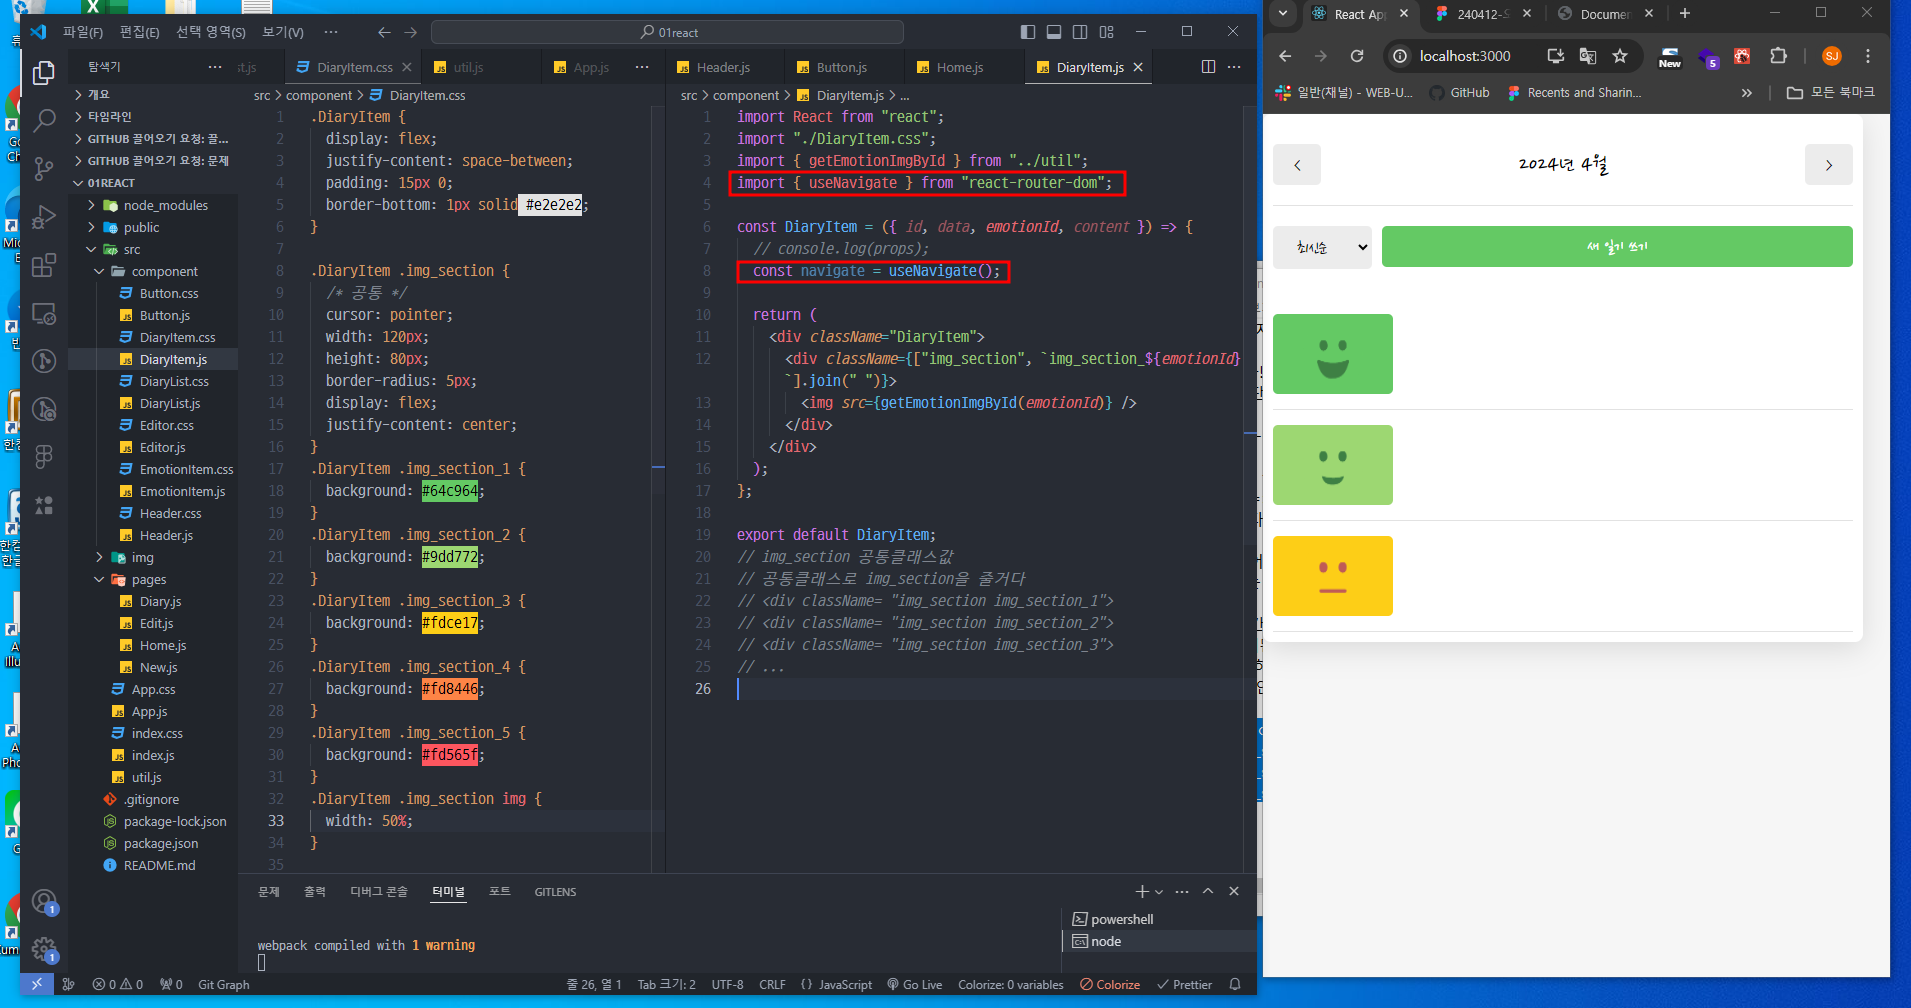 파일(F) 편집(E) 선택 영역(S) 보기(V) ···
01react
탐색기 ···
st.js
DiaryItem.css
util.js
App.js
···
개요
타임라인
GITHUB 끌어오기 요청: 끌...
GITHUB 끌어오기 요청: 문제
01REACT
node_modules
public
src
component
Button.css
Button.js
DiaryItem.css
DiaryItem.js
DiaryList.css
DiaryList.js
Editor.css
Editor.js
EmotionItem.css
EmotionItem.js
Header.css
Header.js
img
pages
Diary.js
Edit.js
Home.js
New.js
App.css
App.js
index.css
index.js
util.js
.gitignore
package-lock.json
package.json
README.md
src > component > DiaryItem.css
1 .DiaryItem {
2 display: flex;
3 justify-content: space-between;
4 padding: 15px 0;
5 border-bottom: 1px solid #e2e2e2;
6 }
7
8 .DiaryItem .img_section {
9 /* 공통 */
10 cursor: pointer;
11 width: 120px;
12 height: 80px;
13 border-radius: 5px;
14 display: flex;
15 justify-content: center;
16 }
17 .DiaryItem .img_section_1 {
18 background: #64c964;
19 }
20 .DiaryItem .img_section_2 {
21 background: #9dd772;
22 }
23 .DiaryItem .img_section_3 {
24 background: #fdce17;
25 }
26 .DiaryItem .img_section_4 {
27 background: #fd8446;
28 }
29 .DiaryItem .img_section_5 {
30 background: #fd565f;
31 }
32 .DiaryItem .img_section img {
33 width: 50%;
34 }
35
Header.js
Button.js
Home.js
DiaryItem.js
···
src > component > DiaryItem.js > ...
1 import React from "react";
2 import "./DiaryItem.css";
3 import { getEmotionImgById } from "../util";
4 import { useNavigate } from "react-router-dom";
5
6 const DiaryItem = ({ id, data, emotionId, content }) => {
7 // console.log(props);
8 const navigate = useNavigate();
9
10 return (
11 <div className="DiaryItem">
12 <div className={["img_section", `img_section_${emotionId}
`].join(" ")}>
13 <img src={getEmotionImgById(emotionId)} />
14 </div>
15 </div>
16 );
17 };
18
19 export default DiaryItem;
20 // img_section 공통클래스값
21 // 공통클래스로 img_section을 줄거다
22 // <div className= "img_section img_section_1">
23 // <div className= "img_section img_section_2">
24 // <div className= "img_section img_section_3">
25 // ...
26
문제 출력 디버그 콘솔 터미널 포트 GITLENS
webpack compiled with 1 warning
powershell
node
1
1
0 0 0 Git Graph
줄 26, 열 1 Tab 크기: 2 UTF-8 CRLF {} JavaScript Go Live Colorize: 0 variables Colorize Prettier
React Ap
240412-오
Documen
localhost:3000
New
5
SJ
일반(채널) - WEB-U...
GitHub
Recents and Sharin...
» 모든 북마크
< 2024년 4월 >
최신순
새 일기 쓰기